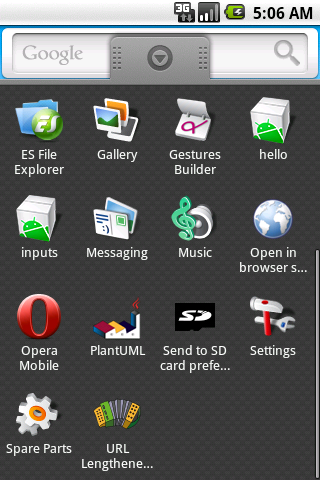 3G
5:06 AM
Google
ES File
Explorer
Gallery
Gestures
Builder
hello
inputs
Messaging
Music
Open in
browser s...
Opera
Mobile
PlantUML
Send to SD
card prefe...
Settings
Spare Parts
URL
Lengthene...